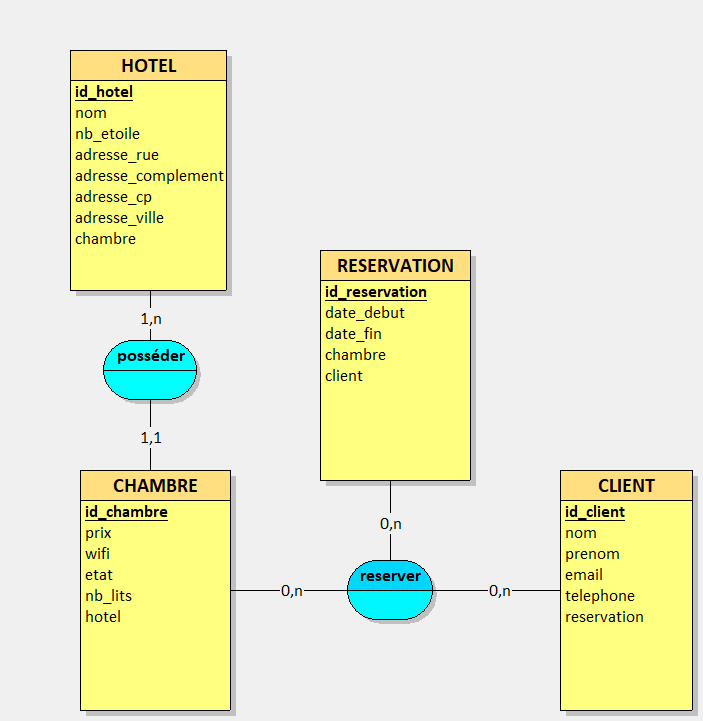 HOTEL
id_hotel
nom
nb_etoile
adresse_rue
adresse_complement
adresse_cp
adresse_ville
chambre
1,n
posséder
1,1
RESERVATION
id_reservation
date_debut
date_fin
chambre
client
0,n
CHAMBRE
id_chambre
prix
wifi
etat
nb_lits
hotel
0,n
reserver
0,n
CLIENT
id_client
nom
prenom
email
telephone
reservation